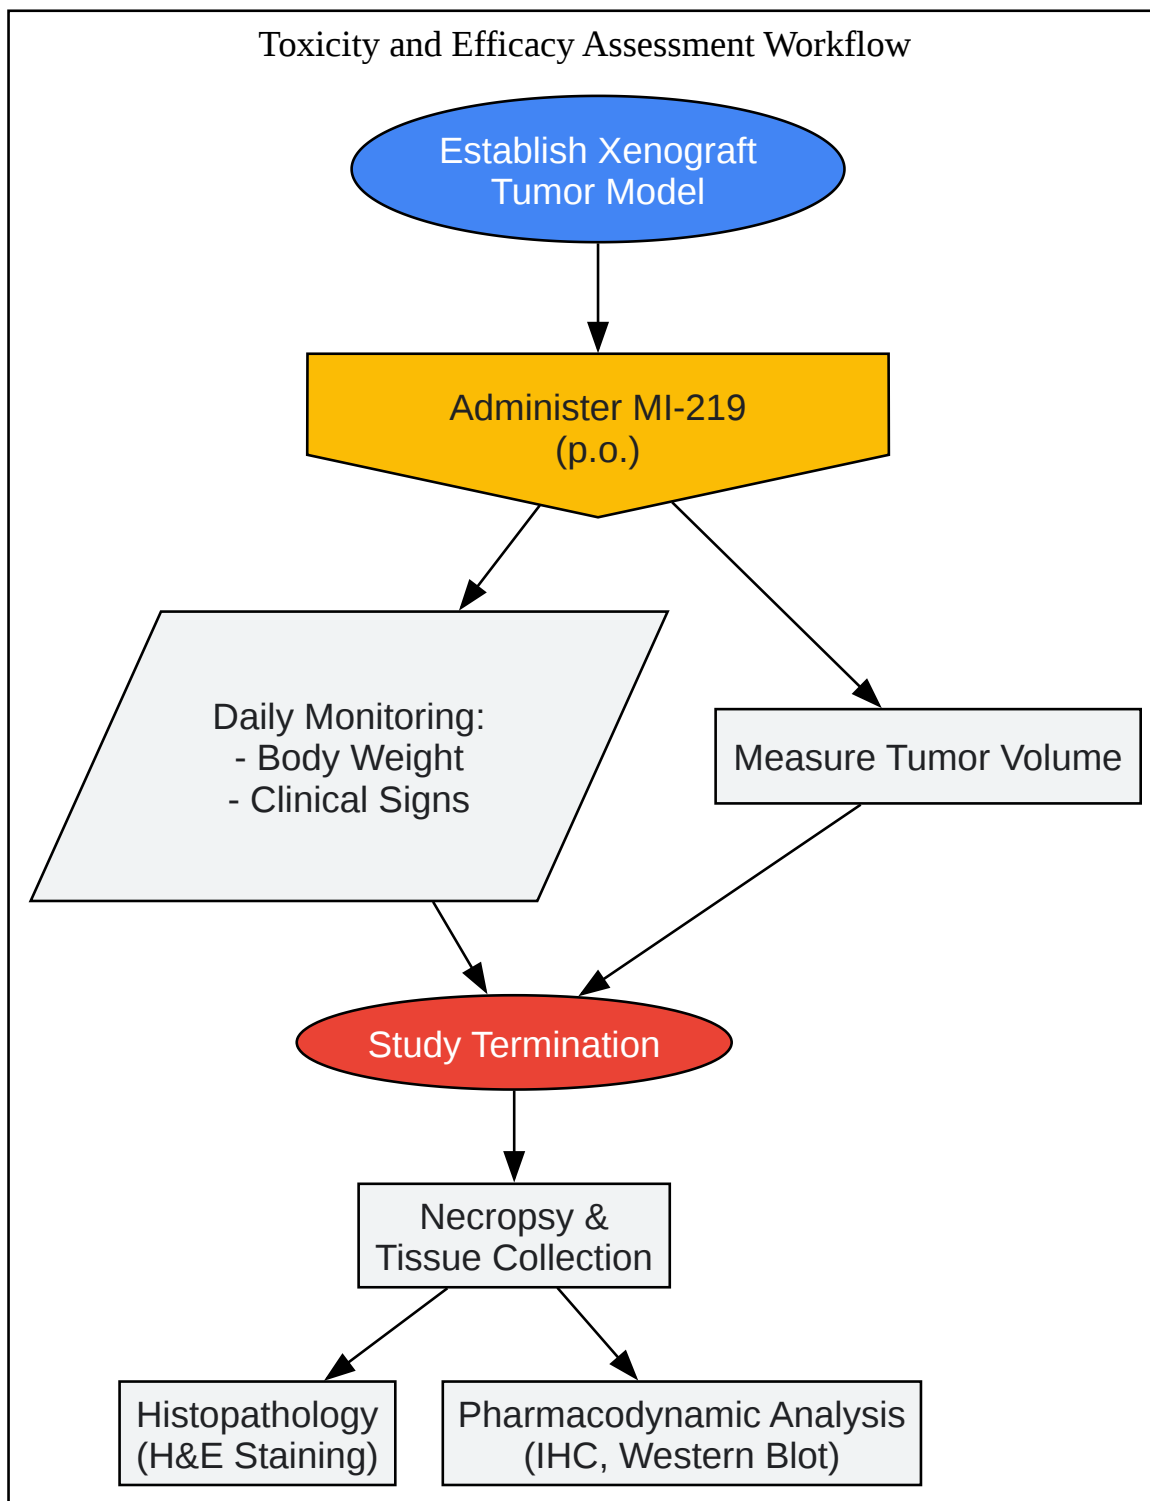 Toxicity and Efficacy Assessment Workflow
Establish Xenograft
Tumor Model
Administer MI-219
(p.o.)
Daily Monitoring:
- Body Weight
- Clinical Signs
Measure Tumor Volume
Study Termination
Necropsy &
Tissue Collection
Histopathology
(H&E Staining)
Pharmacodynamic Analysis
(IHC, Western Blot)